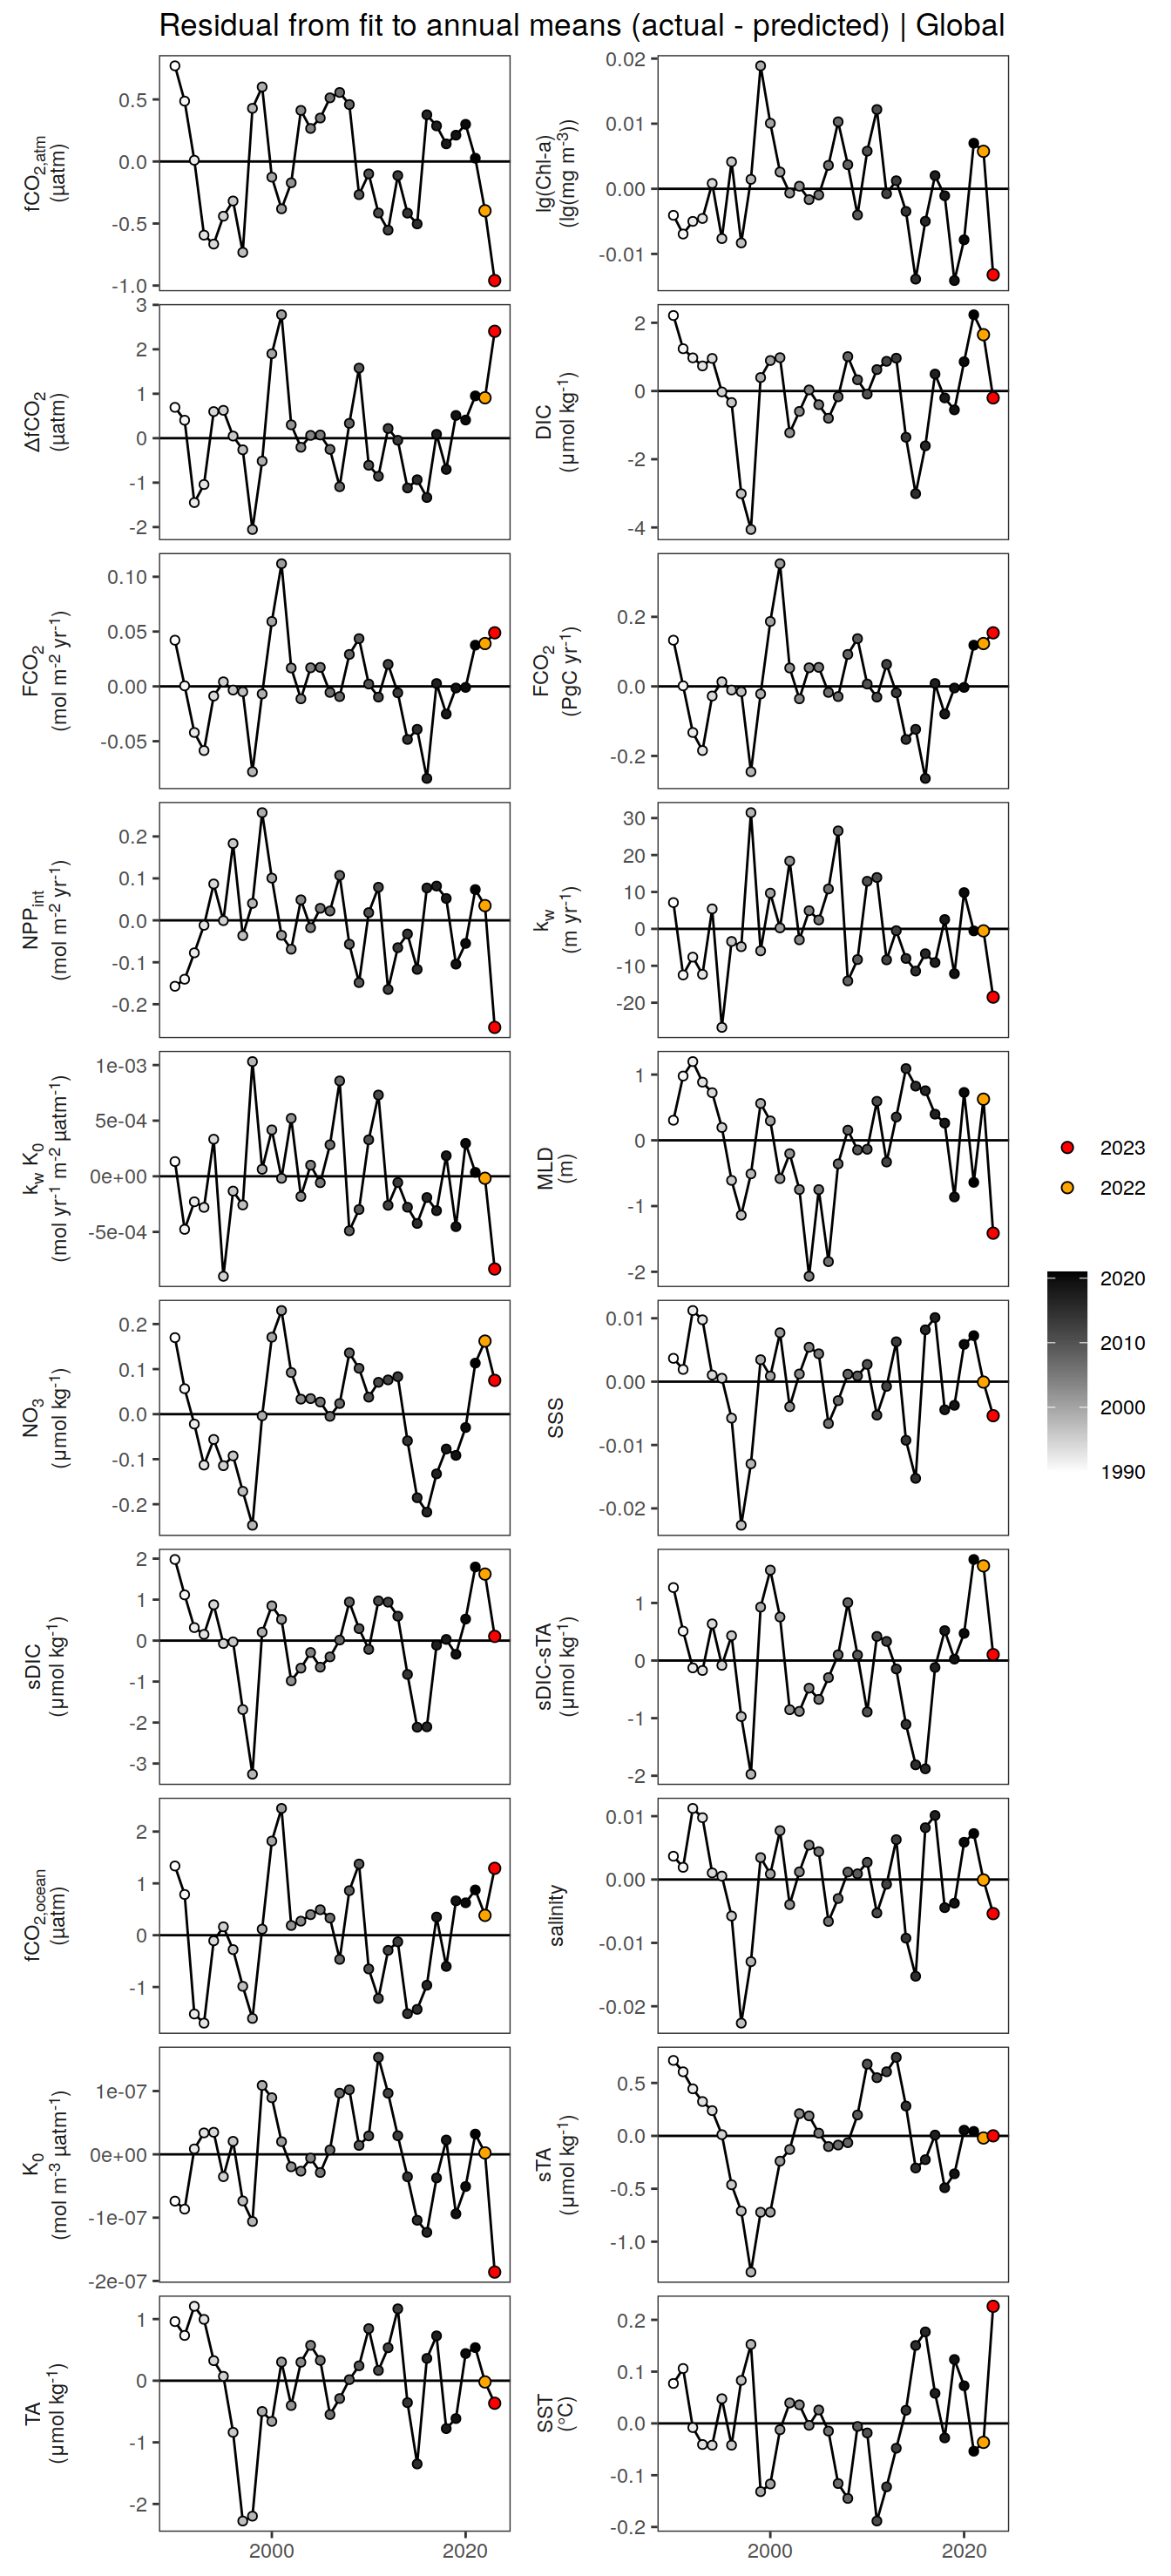 Residual from fit to annual means (actual - predicted) | Global
fCO2,atm
(µatm)
0.5
0.0
-0.5
-1.0
lg(Chl-a)
(lg(mg m-3))
0.02
0.01
0.00
-0.01
ΔfCO2
(µatm)
3
2
1
0
-1
-2
DIC
(µmol kg-1)
2
0
-2
-4
FCO2
(mol m-2 yr-1)
0.10
0.05
0.00
-0.05
FCO2
(PgC yr-1)
0.2
0.0
-0.2
NPPint
(mol m-2 yr-1)
0.2
0.1
0.0
-0.1
-0.2
kw
(m yr-1)
30
20
10
0
-10
-20
kw K0
(mol yr-1 m-2 µatm-1)
1e-03
5e-04
0e+00
-5e-04
MLD
(m)
1
0
-1
-2
NO3
(µmol kg-1)
0.2
0.1
0.0
-0.1
-0.2
SSS
0.01
0.00
-0.01
-0.02
sDIC
(µmol kg-1)
2
1
0
-1
-2
-3
sDIC-sTA
(µmol kg-1)
1
0
-1
-2
fCO2,ocean
(µatm)
2
1
0
-1
salinity
0.01
0.00
-0.01
-0.02
K0
(mol m-3 µatm-1)
1e-07
0e+00
-1e-07
-2e-07
sTA
(µmol kg-1)
0.5
0.0
-0.5
-1.0
TA
(µmol kg-1)
1
0
-1
-2
SST
(°C)
0.2
0.1
0.0
-0.1
-0.2
2000
2020
2000
2020
2023
2022
2020
2010
2000
1990